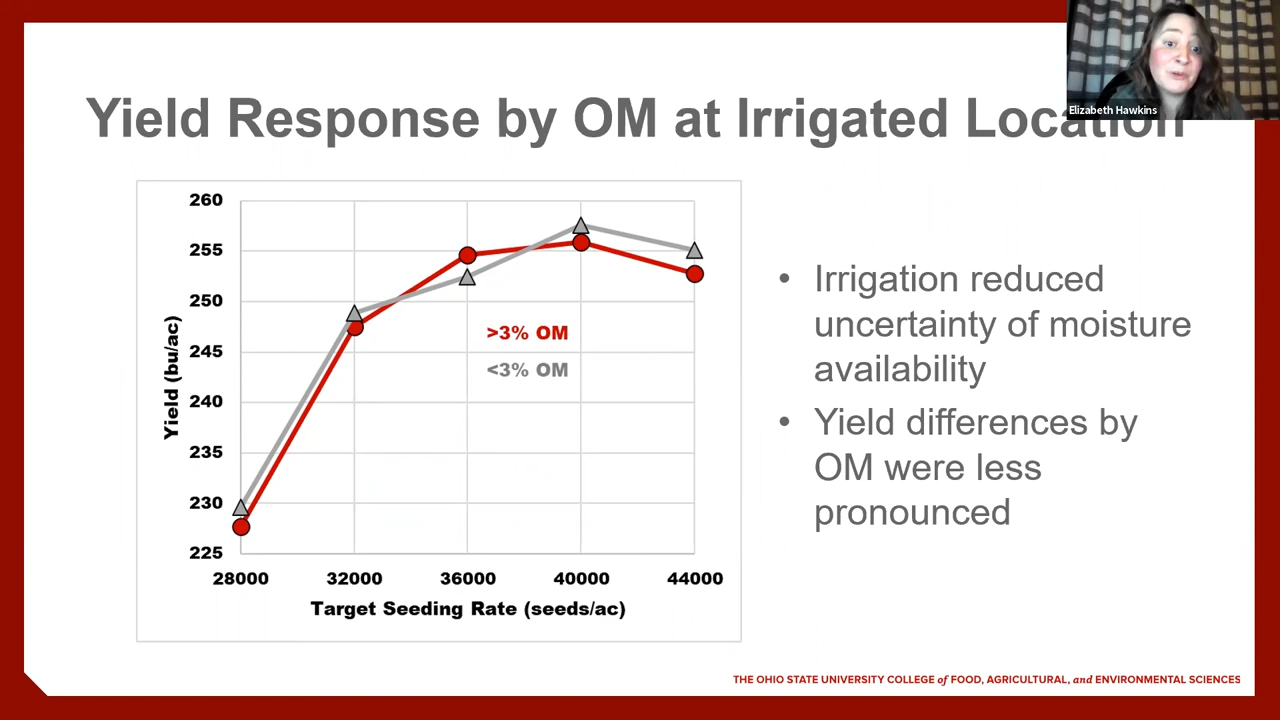 Elizabeth Hawkins
Yield Response by OM at Irrigated Location
260
255
250
245
240
235
230
225
Yield (bu/ac)
>3% OM
<3% OM
28000 32000 36000 40000 44000
Target Seeding Rate (seeds/ac)
• Irrigation reduced
uncertainty of moisture
availability
• Yield differences by
OM were less
pronounced
THE OHIO STATE UNIVERSITY COLLEGE of FOOD, AGRICULTURAL, and ENVIRONMENTAL SCIENCES